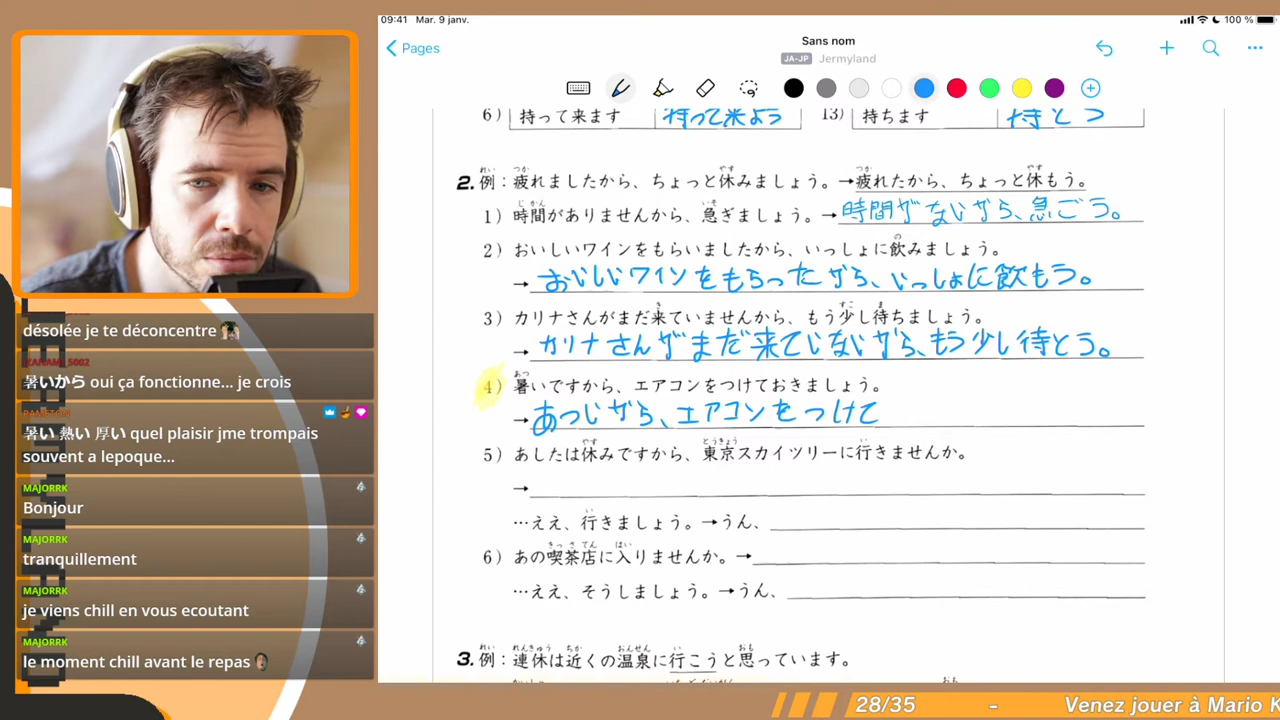 09:41 Mar. 9 janv.
100 %
Pages
Sans nom
JA-JP Jermyland
6) 持って来ます 持って来よう 13) 持ちます 待とう
2. 例：疲れましたから、ちょっと休みましょう。→疲れたから、ちょっと休もう。
1) 時間がありませんから、急ぎましょう。→ 時間がないから、急ごう。
2) おいしいワインをもらいましたから、いっしょに飲みましょう。
→ おいしいワインをもらったから、いっしょに飲もう。
3) カリナさんがまだ来ていませんから、もう少し待ちましょう。
→ カリナさんがまだ来ていないから、もう少し待とう。
4) 暑いですから、エアコンをつけておきましょう。
→ あついから、エアコンをつけて
5) あしたは休みですから、東京スカイツリーに行きませんか。
→
…ええ、行きましょう。→うん、
6) あの喫茶店に入りませんか。→
…ええ、そうしましょう。→うん、
3. 例：連休は近くの温泉に行こうと思っています。
désolée je te déconcentre
暑いから oui ça fonctionne... je crois
暑い 熱い 厚い quel plaisir jme trompais
souvent a lepoque...
MAJORRK
Bonjour
MAJORRK
tranquillement
MAJORRK
je viens chill en vous ecoutant
MAJORRK
le moment chill avant le repas
28/35 - Venez jouer à Mario K